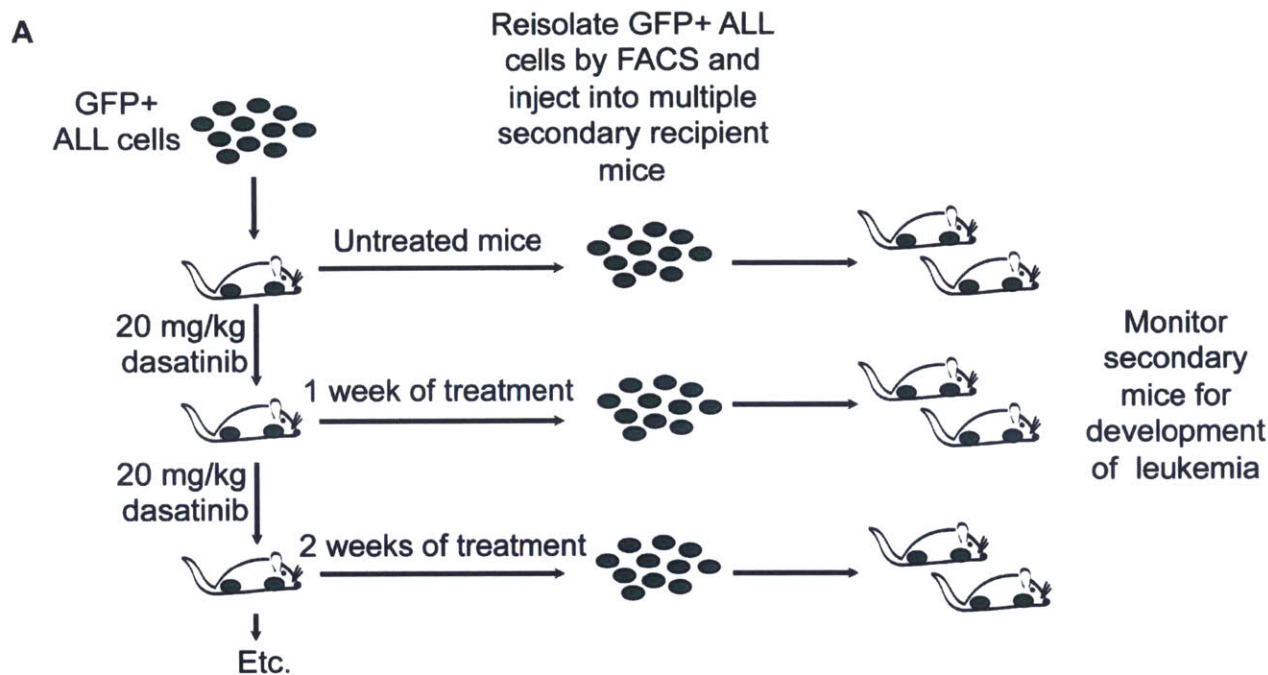 A
Reisolate GFP+ ALL
cells by FACS and
inject into multiple
secondary recipient
mice
GFP+
ALL cells
Untreated mice
20 mg/kg
dasatinib
1 week of treatment
Monitor
secondary
mice for
development
of leukemia
20 mg/kg
dasatinib
2 weeks of treatment
Etc.